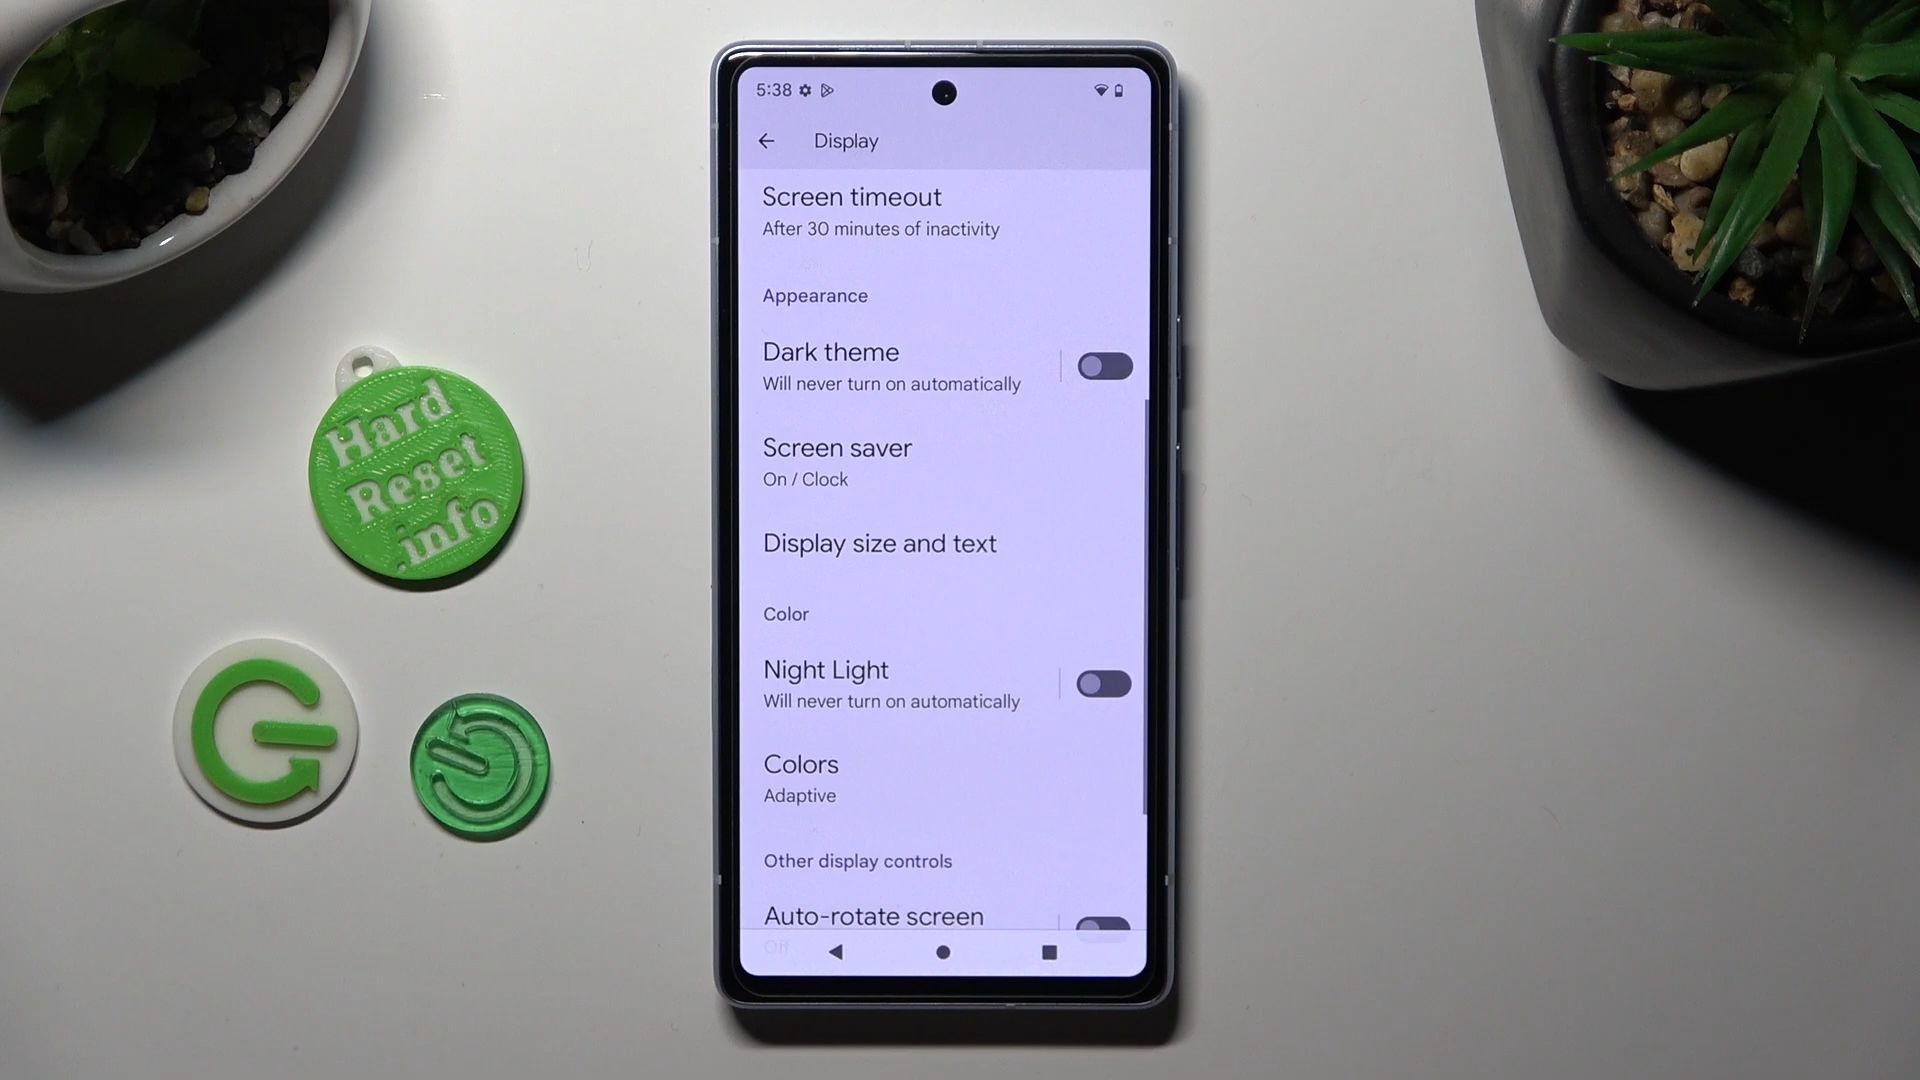 5:38
Display
Screen timeout
After 30 minutes of inactivity
Appearance
Dark theme
Will never turn on automatically
Screen saver
On / Clock
Display size and text
Color
Night Light
Will never turn on automatically
Colors
Adaptive
Other display controls
Auto-rotate screen
Off
Hard
Reset
.info